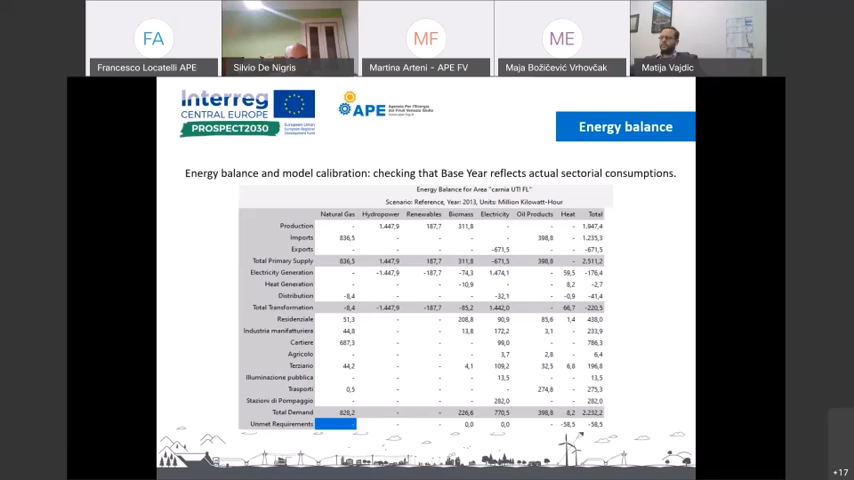 FA
MF
ME
Francesco Locatelli APE
Silvio De Nigris
Martina Arteni - APE FV
Maja Božičević Vrhovčak
Matija Vajdic
Interreg
CENTRAL EUROPE
PROSPECT2030
European Union
European Regional
Development Fund
APE
Agenzia Per l'Energia
del Friuli Venezia Giulia
www.ape.fvg.it
Energy balance
Energy balance and model calibration: checking that Base Year reflects actual sectorial consumptions.
Energy Balance for Area "carnia UTI FL"
Scenario: Reference, Year: 2013, Units: Million Kilowatt-Hour
Natural Gas Hydropower Renewables Biomass Electricity Oil Products Heat Total
Production - 1.447,9 187,7 311,8 - - - 1.947,4
Imports 836,5 - - - - 398,8 - 1.235,3
Exports - - - - -671,5 - - -671,5
Total Primary Supply 836,5 1.447,9 187,7 311,8 -671,5 398,8 - 2.511,2
Electricity Generation - -1.447,9 -187,7 -74,3 1.474,1 - 59,5 -176,4
Heat Generation - - - -10,9 - - 8,2 -2,7
Distribution -8,4 - - - -32,1 - -0,9 -41,4
Total Transformation -8,4 -1.447,9 -187,7 -85,2 1.442,0 - 66,7 -220,5
Residenziale 51,3 - - 208,8 90,9 85,6 1,4 438,0
Industria manifatturiera 44,8 - - 13,8 172,2 3,1 - 233,9
Cartiere 687,3 - - - 99,0 - - 786,3
Agricolo - - - - 3,7 2,8 - 6,4
Terziario 44,2 - - 4,1 109,2 32,5 6,8 196,8
Illuminazione pubblica - - - - 13,5 - - 13,5
Trasporti 0,5 - - - - 274,8 - 275,3
Stazioni di Pompaggio - - - - 282,0 - - 282,0
Total Demand 828,2 - - 226,6 770,5 398,8 8,2 2.232,2
Unmet Requirements - - - 0,0 0,0 0,0 -58,5 -58,5
+17